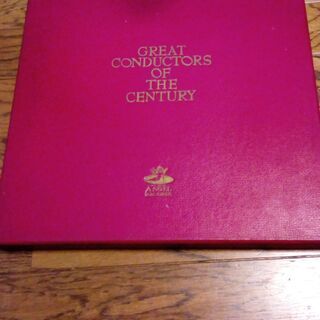 GREAT
CONDUCTORS
OF
THE
CENTURY
ANGEL